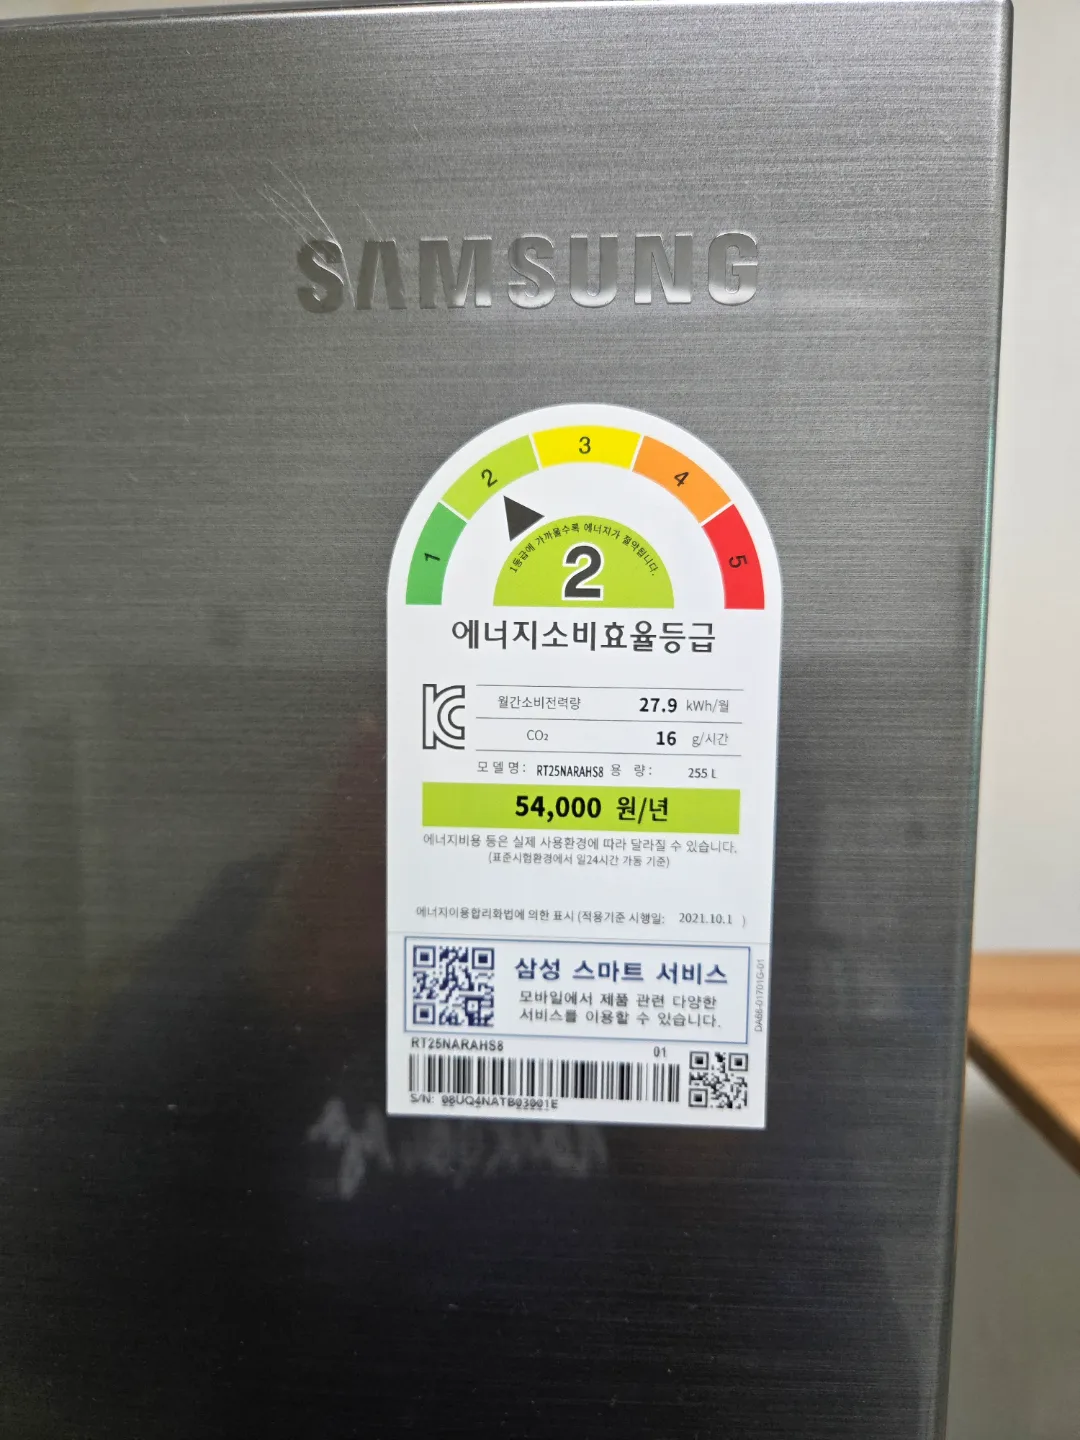 SAMSUNG
1 2 3 4 5
1등급에 가까울수록 에너지가 절약됩니다.
2
에너지소비효율등급
월간소비전력량 27.9 kWh/월
CO₂ 16 g/시간
모델명: RT25NARAHS8 용 량: 255 L
54,000 원/년
에너지비용 등은 실제 사용환경에 따라 달라질 수 있습니다.
(표준시험환경에서 일24시간 가동 기준)
에너지이용합리화법에 의한 표시 (적용기준 시행일: 2021.10.1 )
삼성 스마트 서비스
모바일에서 제품 관련 다양한
서비스를 이용할 수 있습니다.
DA68-01701G-01
RT25NARAHS8 01
S/N: 08UQ4NATB03001E